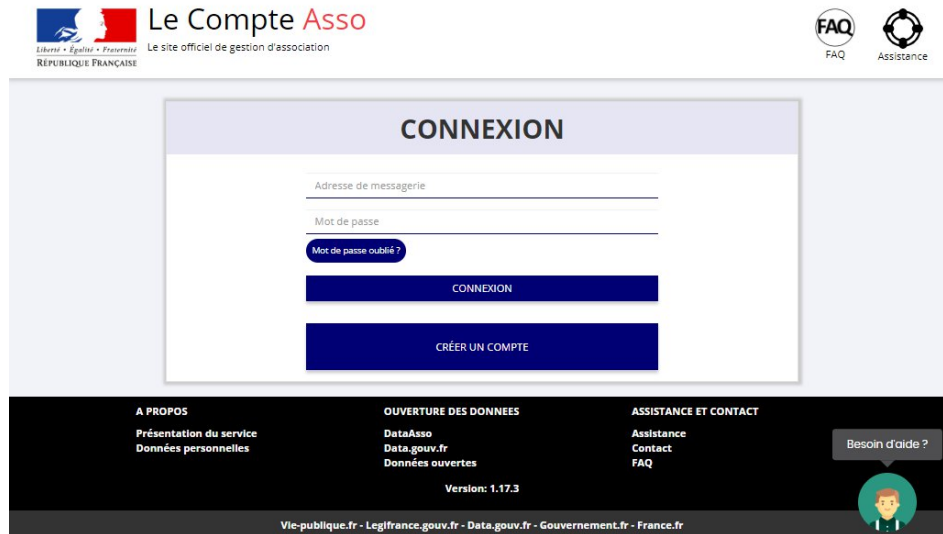 Le Compte Asso
Le site officiel de gestion d'association
Liberté • Égalité • Fraternité
RÉPUBLIQUE FRANÇAISE
FAQ
FAQ
Assistance
CONNEXION
Adresse de messagerie
Mot de passe
Mot de passe oublié ?
CONNEXION
CRÉER UN COMPTE
A PROPOS
Présentation du service
Données personnelles
OUVERTURE DES DONNEES
DataAsso
Data.gouv.fr
Données ouvertes
ASSISTANCE ET CONTACT
Assistance
Contact
FAQ
Besoin d'aide ?
Version: 1.17.3
Vie-publique.fr - Legifrance.gouv.fr - Data.gouv.fr - Gouvernement.fr - France.fr